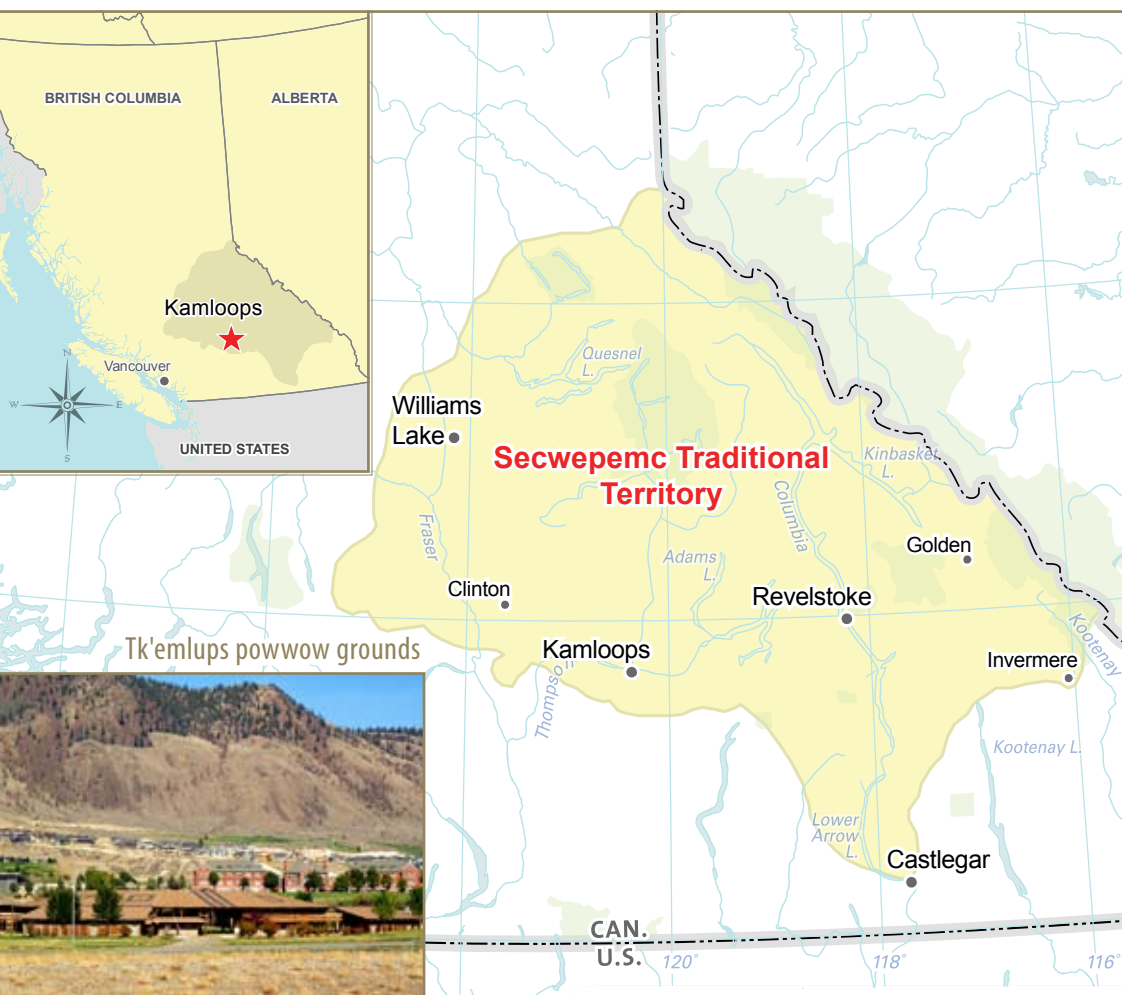 BRITISH COLUMBIA
ALBERTA
Kamloops
Vancouver
N
W
E
S
UNITED STATES
Quesnel
L.
Williams
Lake
Secwepemc Traditional
Territory
Kinbasket
L.
Columbia
Fraser
Adams
L.
Golden
Clinton
Revelstoke
Kamloops
Thompson
Invermere
Kootenay
Kootenay L.
Lower
Arrow
L.
Castlegar
Tk'emlups powwow grounds
CAN.
U.S.
120°
118°
116°